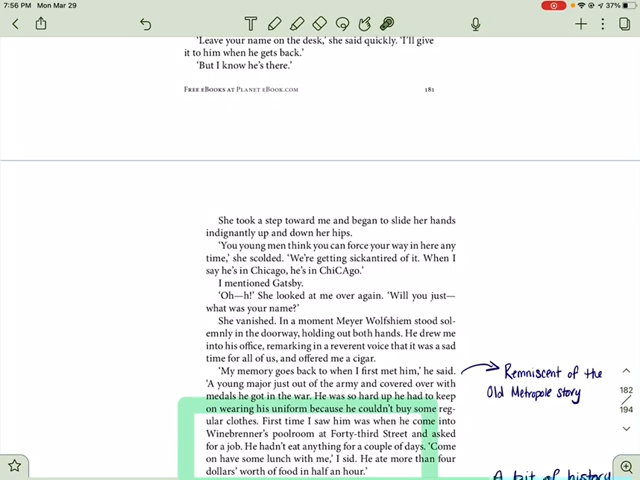 7:56 PM Mon Mar 29
37%
'Leave your name on the desk,' she said quickly. 'I'll give
it to him when he gets back.'
'But I know he's there.'
Free eBooks at Planet eBook.com
181
She took a step toward me and began to slide her hands
indignantly up and down her hips.
'You young men think you can force your way in here any
time,' she scolded. 'We're getting sickantired of it. When I
say he's in Chicago, he's in ChiCAgo.'
I mentioned Gatsby.
'Oh—h!' She looked at me over again. 'Will you just—
what was your name?'
She vanished. In a moment Meyer Wolfshiem stood sol-
emnly in the doorway, holding out both hands. He drew me
into his office, remarking in a reverent voice that it was a sad
time for all of us, and offered me a cigar.
'My memory goes back to when I first met him,' he said.
'A young major just out of the army and covered over with
medals he got in the war. He was so hard up he had to keep
on wearing his uniform because he couldn't buy some reg-
ular clothes. First time I saw him was when he come into
Winebrenner's poolroom at Forty-third Street and asked
for a job. He hadn't eat anything for a couple of days. 'Come
on have some lunch with me,' I sid. He ate more than four
dollars' worth of food in half an hour.'
Reminiscent of the
Old Metropole story
A bit of history
182
194